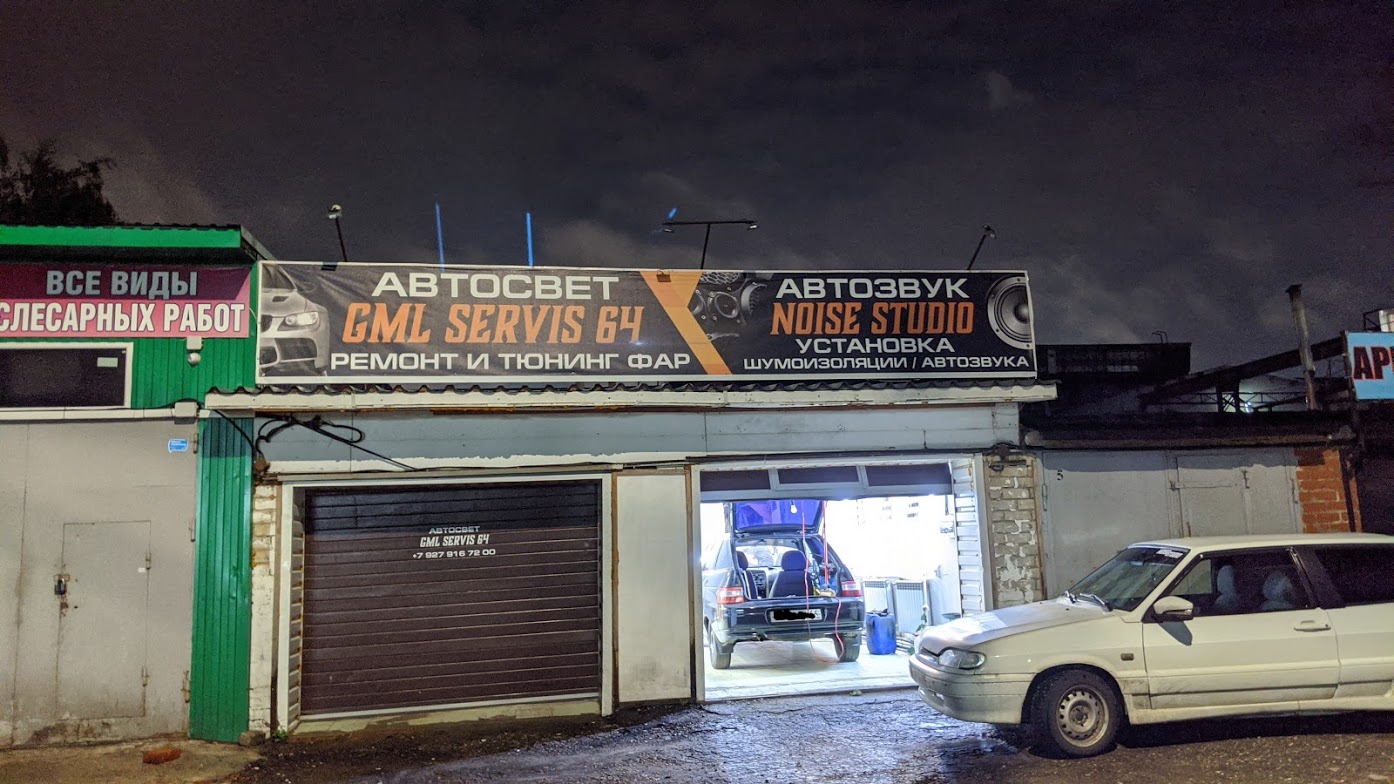 ВСЕ ВИДЫ
СЛЕСАРНЫХ РАБОТ
АВТОСВЕТ
GML SERVIS 64
РЕМОНТ И ТЮНИНГ ФАР
АВТОЗВУК
NOISE STUDIO
УСТАНОВКА
ШУМОИЗОЛЯЦИИ / АВТОЗВУКА
АВТОСВЕТ
GML SERVIS 64
+7 927 916 72 00
5